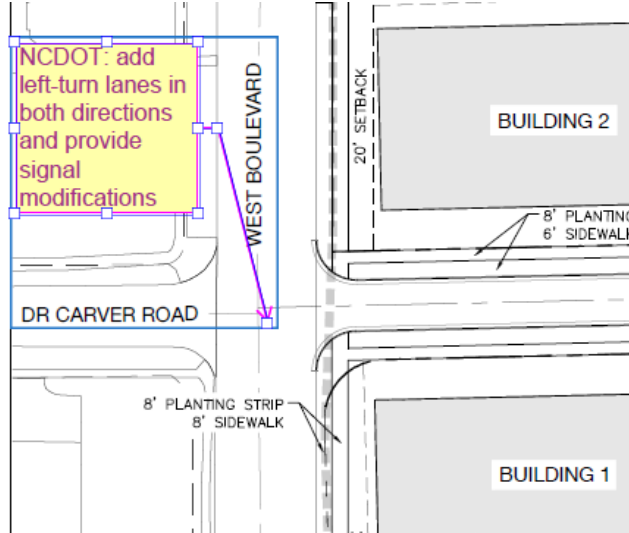 NCDOT: add
left-turn lanes in
both directions
and provide
signal
modifications
WEST BOULEVARD
20' SETBACK
BUILDING 2
8' PLANTING
6' SIDEWALK
DR CARVER ROAD
8' PLANTING STRIP
8' SIDEWALK
BUILDING 1